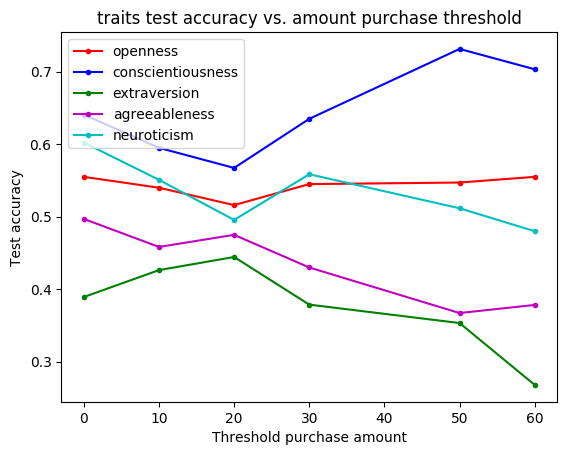 traits test accuracy vs. amount purchase threshold
openness
conscientiousness
extraversion
agreeableness
neuroticism
0.7
0.6
0.5
0.4
0.3
Test accuracy
0 10 20 30 40 50 60
Threshold purchase amount